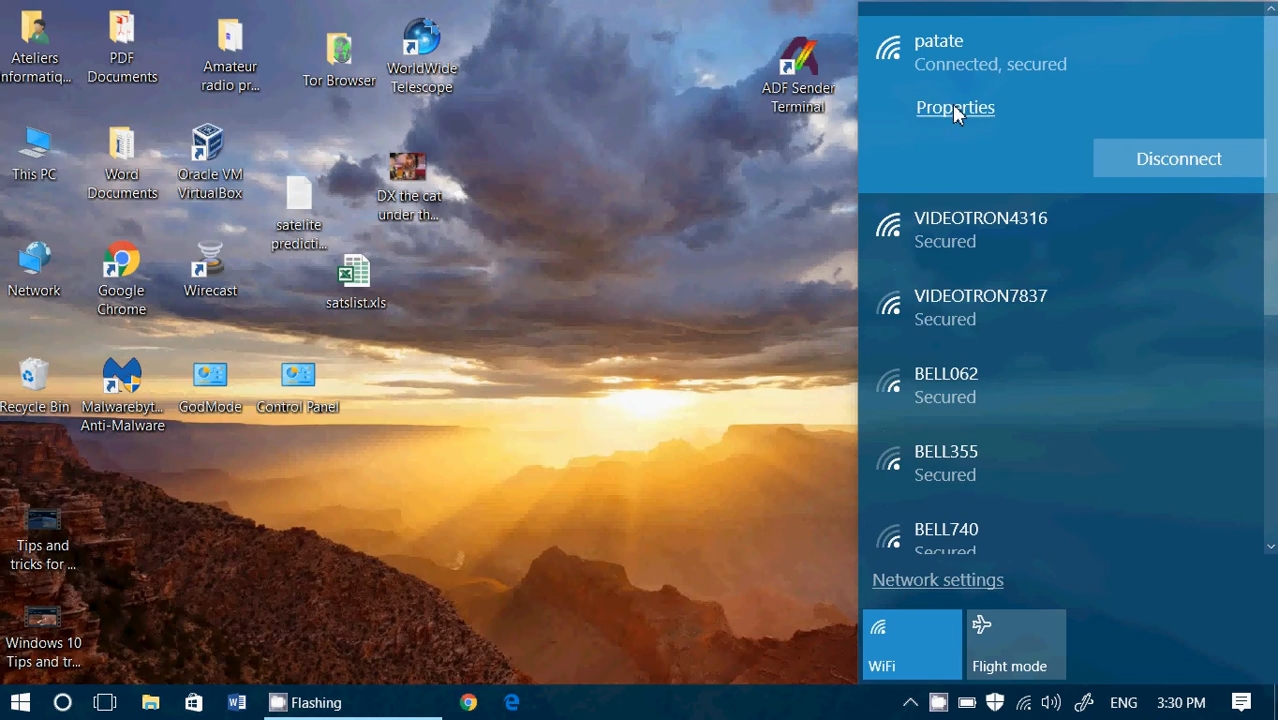 Ateliers
informatiq...
PDF
Documents
Amateur
radio pr...
Tor Browser
WorldWide
Telescope
ADF Sender
Terminal
This PC
Word
Documents
Oracle VM
VirtualBox
satelite
predicti...
DX the cat
under th...
Network
Google
Chrome
Wirecast
satslist.xls
Recycle Bin
Malwarebyt...
Anti-Malware
GodMode
Control Panel
Tips and
tricks for ...
Windows 10
Tips and tr...
patate
Connected, secured
Properties
Disconnect
VIDEOTRON4316
Secured
VIDEOTRON7837
Secured
BELL062
Secured
BELL355
Secured
BELL740
Secured
Network settings
WiFi
Flight mode
Flashing
ENG
3:30 PM